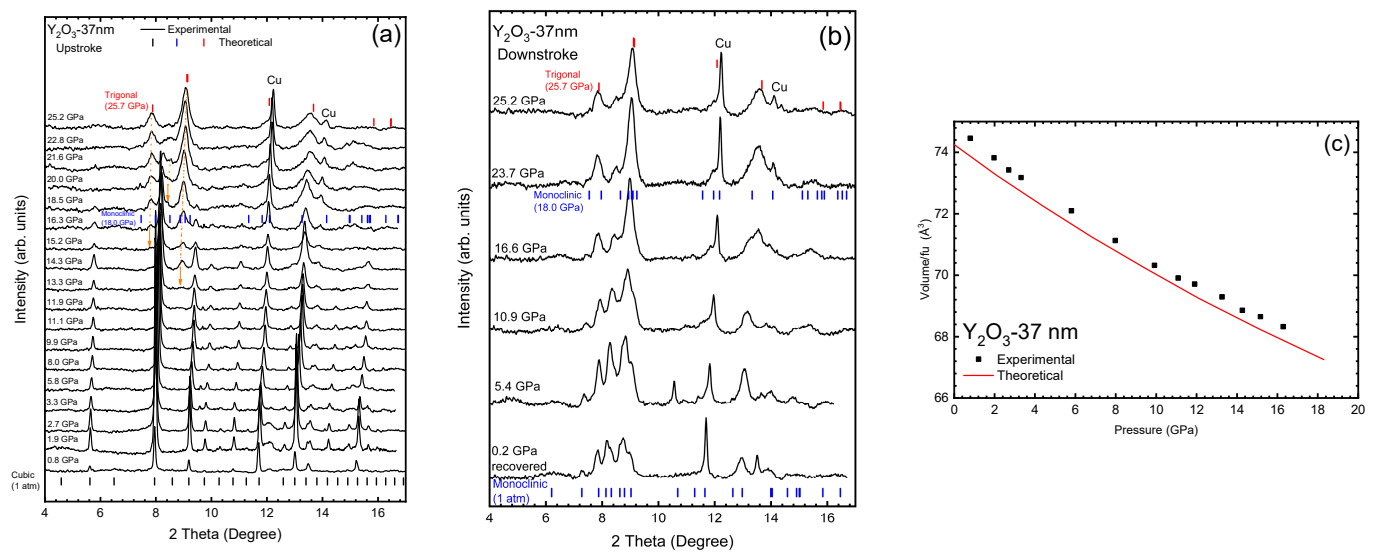 Y₂O₃-37nm
Upstroke
Experimental
Theoretical
(a)
Cu
Trigonal
(25.7 GPa)
Cu
25.2 GPa
22.8 GPa
21.6 GPa
20.0 GPa
18.5 GPa
Monoclinic
(18.0 GPa)
16.3 GPa
15.2 GPa
14.3 GPa
13.3 GPa
11.9 GPa
11.1 GPa
9.9 GPa
8.0 GPa
5.8 GPa
3.3 GPa
2.7 GPa
1.9 GPa
0.8 GPa
Cubic
(1 atm)
Intensity (arb. units)
4 6 8 10 12 14 16
2 Theta (Degree)
Y₂O₃-37nm
Downstroke
(b)
Cu
Trigonal
(25.7 GPa)
Cu
25.2 GPa
23.7 GPa
Monoclinic
(18.0 GPa)
16.6 GPa
10.9 GPa
5.4 GPa
0.2 GPa
recovered
Monoclinic
(1 atm)
Intensity (arb. units)
4 6 8 10 12 14 16
2 Theta (Degree)
(c)
74
72
70
68
66
Volume/fu (Å³)
Y₂O₃-37 nm
Experimental
Theoretical
0 2 4 6 8 10 12 14 16 18 20
Pressure (GPa)